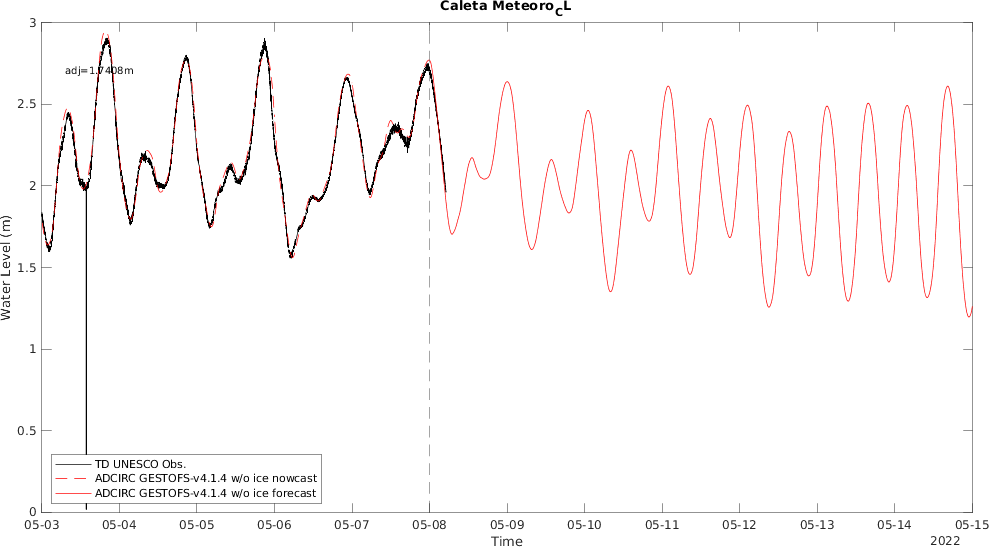 Caleta Meteoro_CL
adj=1.7408m
3
2.5
2
1.5
1
0.5
0
Water Level (m)
TD UNESCO Obs.
ADCIRC GESTOFS-v4.1.4 w/o ice nowcast
ADCIRC GESTOFS-v4.1.4 w/o ice forecast
05-03 05-04 05-05 05-06 05-07 05-08 05-09 05-10 05-11 05-12 05-13 05-14 05-15
Time
2022